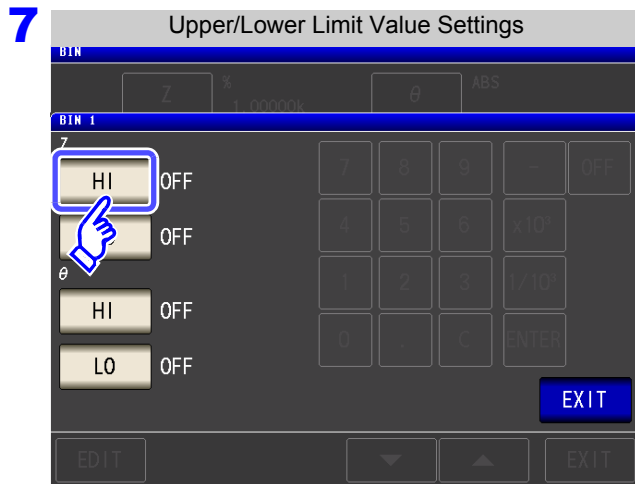 7 Upper/Lower Limit Value Settings
BIN
Z % 1.00000k θ ABS
BIN 1
Z
HI OFF 7 8 9 - OFF
OFF 4 5 6 x10³
θ
1 2 3 1/10³
HI OFF
0 . C ENTER
LO OFF
EXIT
EDIT ▼ ▲ EXIT